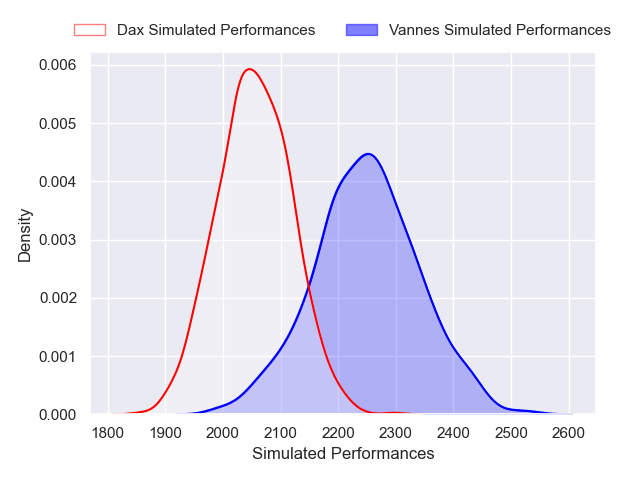 Dax Simulated Performances Vannes Simulated Performances
0.006
0.005
0.004
0.003
0.002
0.001
0.000
Density
1800 1900 2000 2100 2200 2300 2400 2500 2600
Simulated Performances